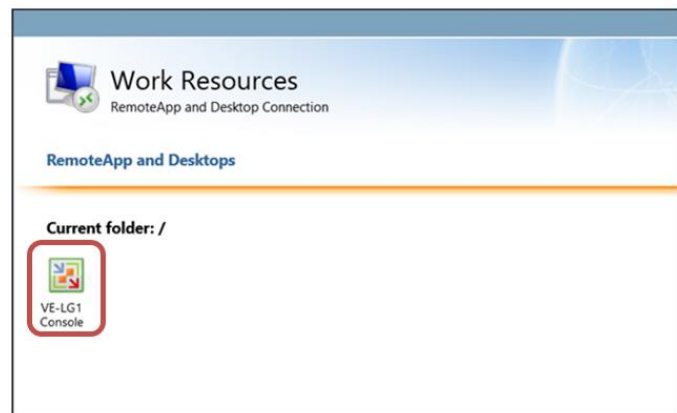 Work Resources
RemoteApp and Desktop Connection
RemoteApp and Desktops
Current folder: /
VE-LG1
Console